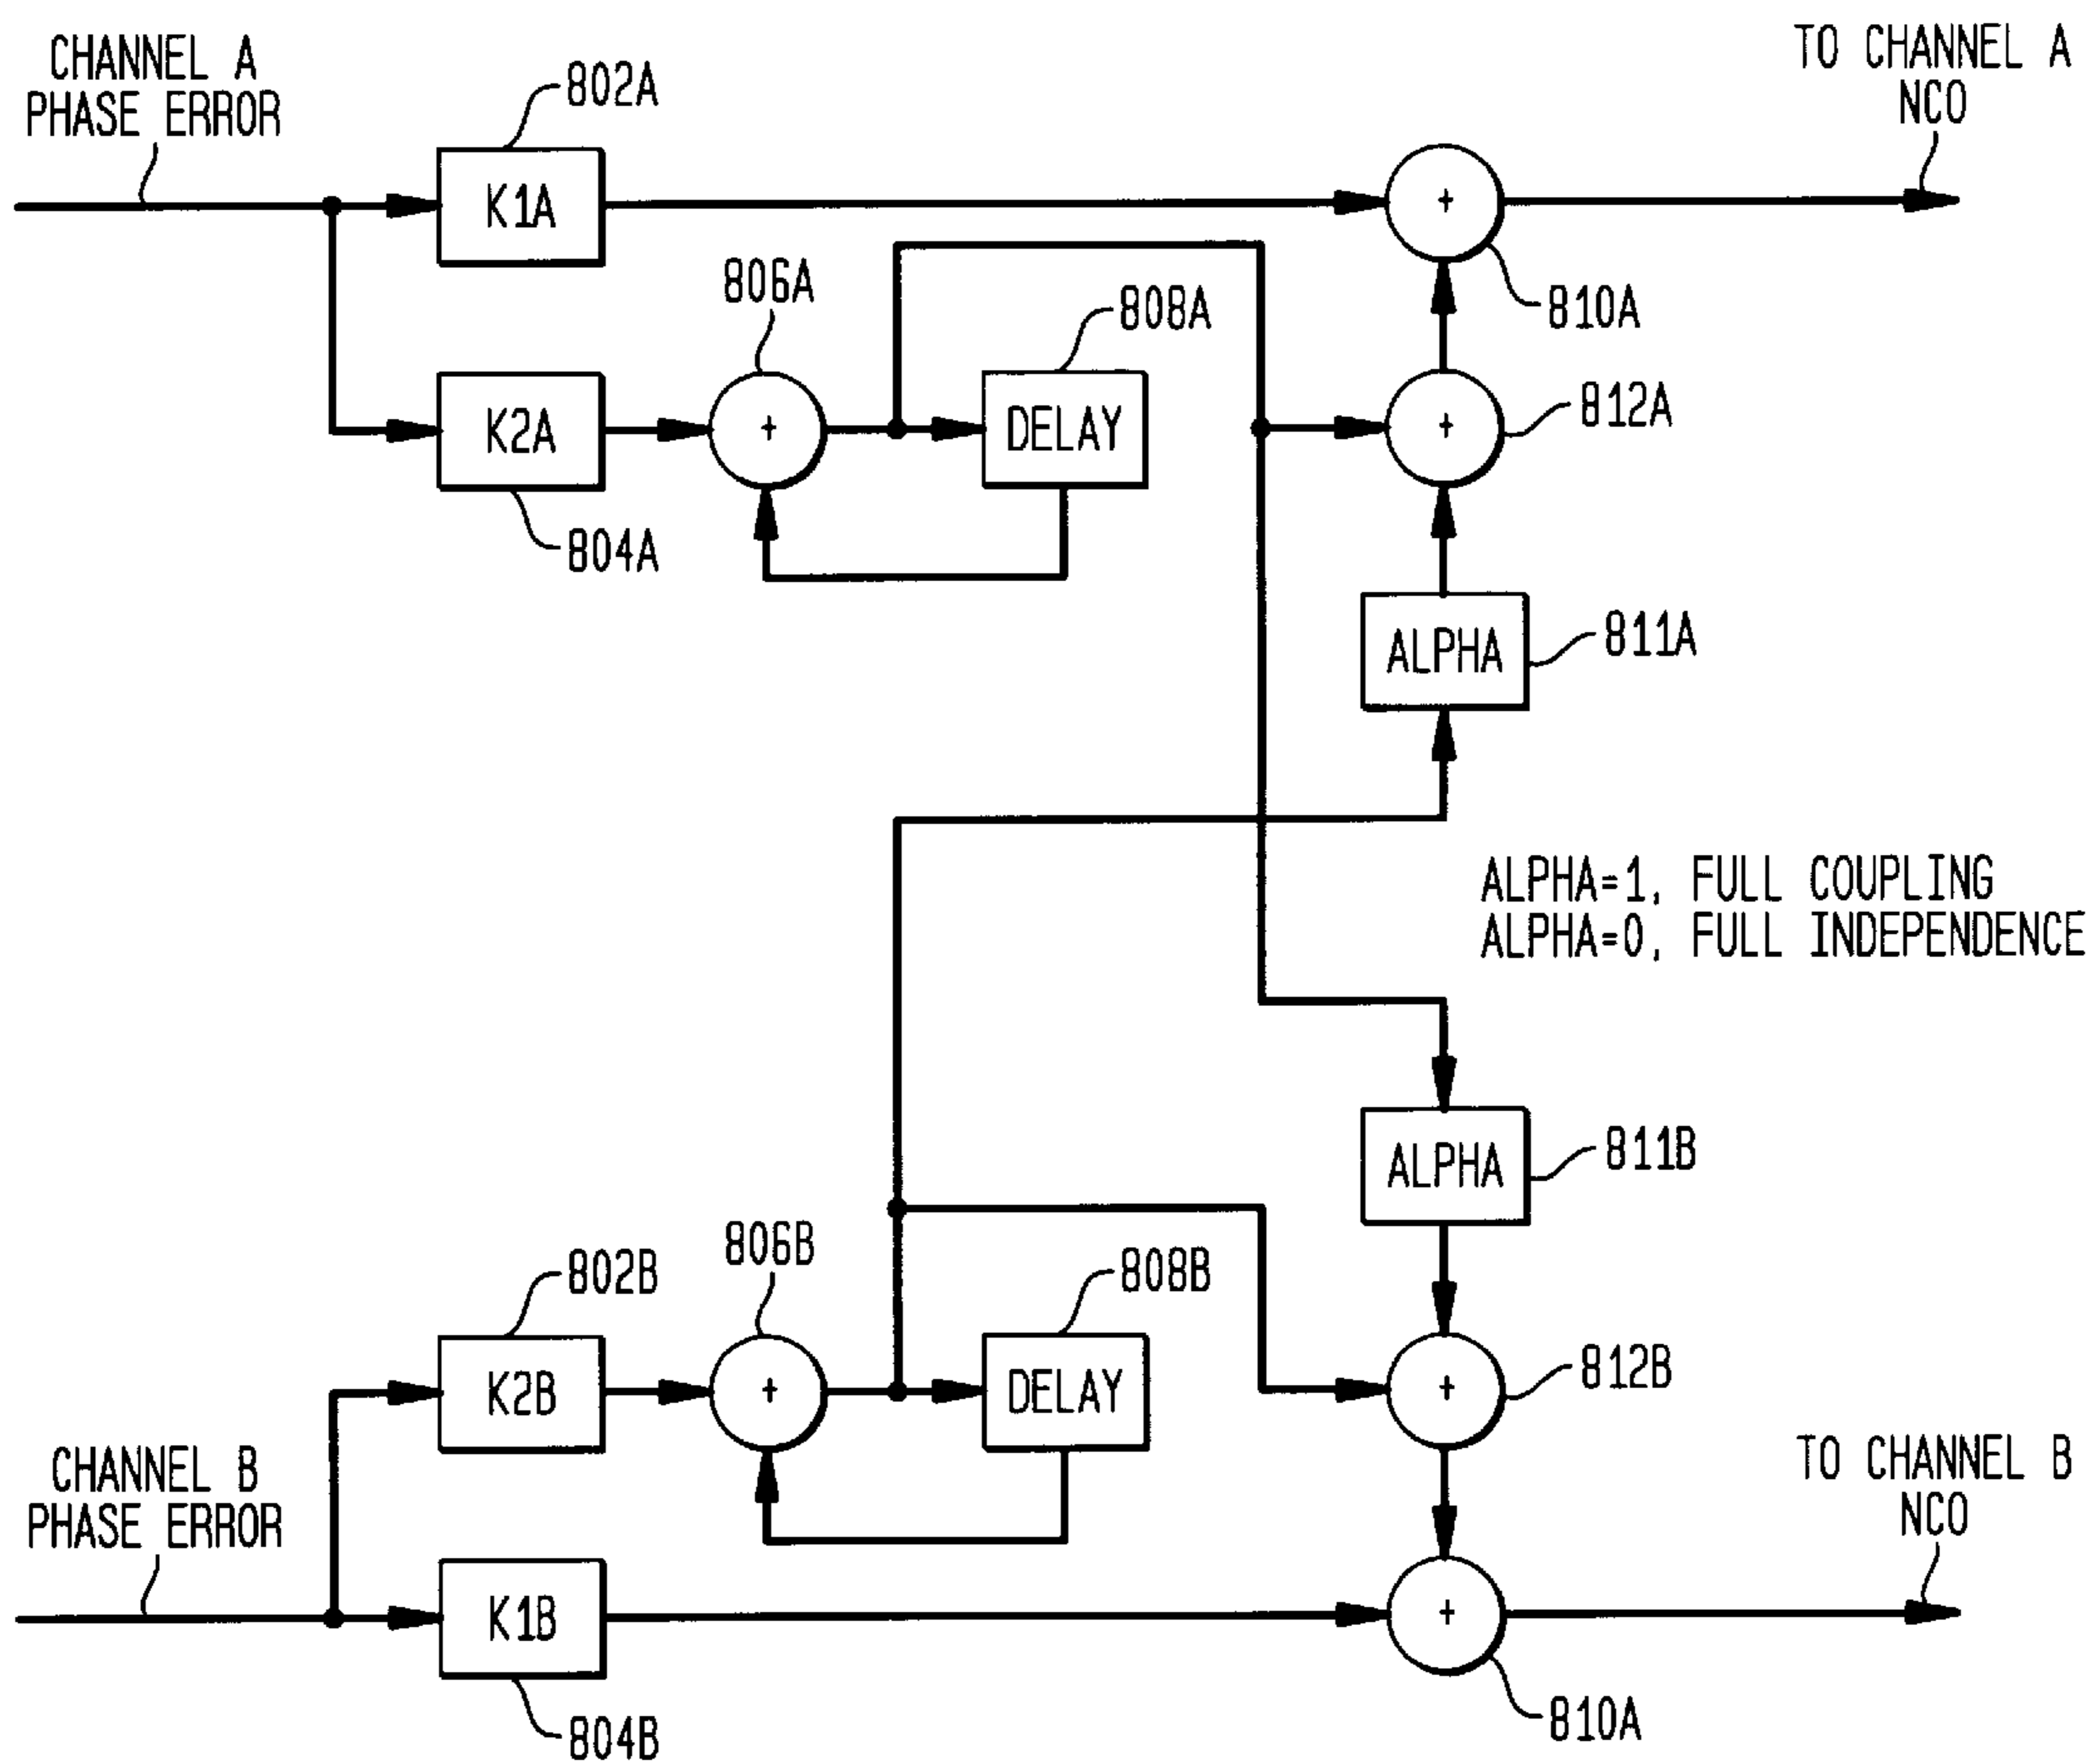 CHANNEL A
PHASE ERROR
802A
TO CHANNEL A
NCO
K1A
+
806A
808A
810A
K2A
+
DELAY
+
812A
804A
ALPHA
811A
ALPHA=1, FULL COUPLING
ALPHA=0, FULL INDEPENDENCE
ALPHA
811B
802B
806B
808B
K2B
+
DELAY
+
812B
CHANNEL B
PHASE ERROR
TO CHANNEL B
NCO
K1B
+
804B
810A